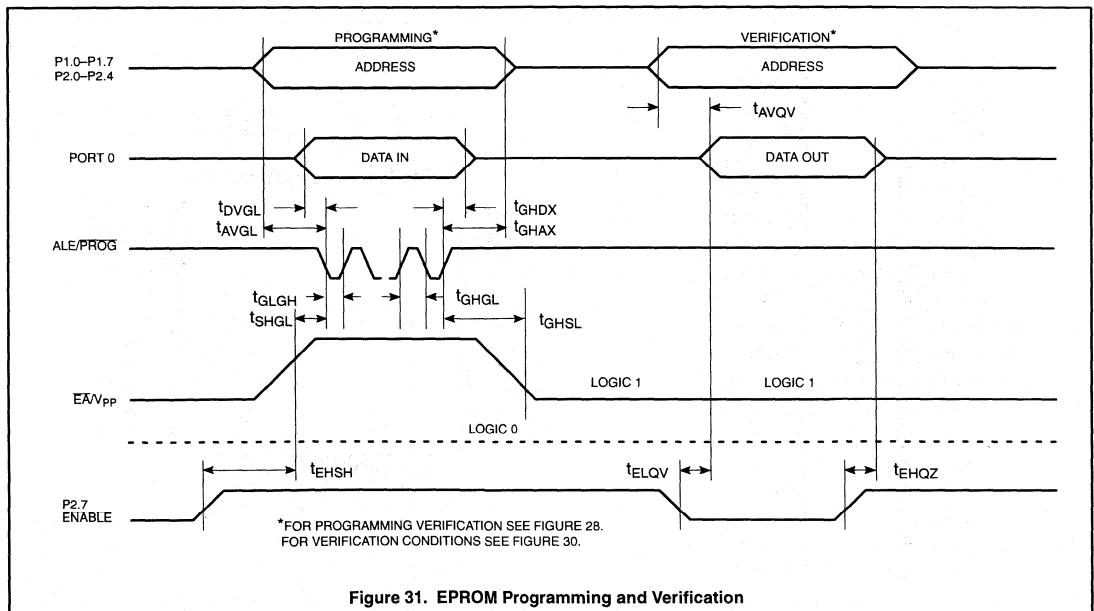 PROGRAMMING*
VERIFICATION*
P1.0–P1.7
P2.0–P2.4
ADDRESS
ADDRESS
tAVQV
PORT 0
DATA IN
DATA OUT
tDVGL
tGHDX
tAVGL
tGHAX
ALE/PROG
tGLGH
tGHGL
tSHGL
tGHSL
LOGIC 1
LOGIC 1
EA/VPP
LOGIC 0
tEHSH
tELQV
tEHQZ
P2.7
ENABLE
*FOR PROGRAMMING VERIFICATION SEE FIGURE 28.
FOR VERIFICATION CONDITIONS SEE FIGURE 30.
Figure 31. EPROM Programming and Verification